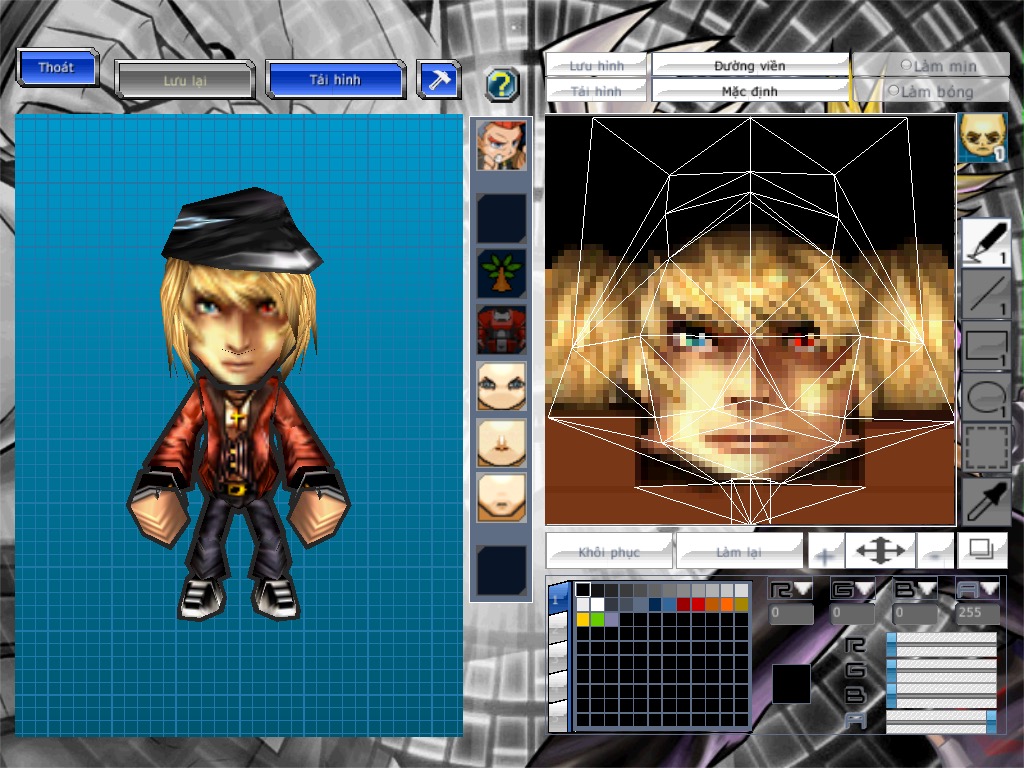 Thoát
Lưu lại
Tải hình
?
Lưu hình
Đường viền
Làm mịn
Tải hình
Mặc định
Làm bóng
1
1
1
1
1
Khôi phục
Làm lại
+
-
1
R G B A
0 0 0 255
R
G
B
A